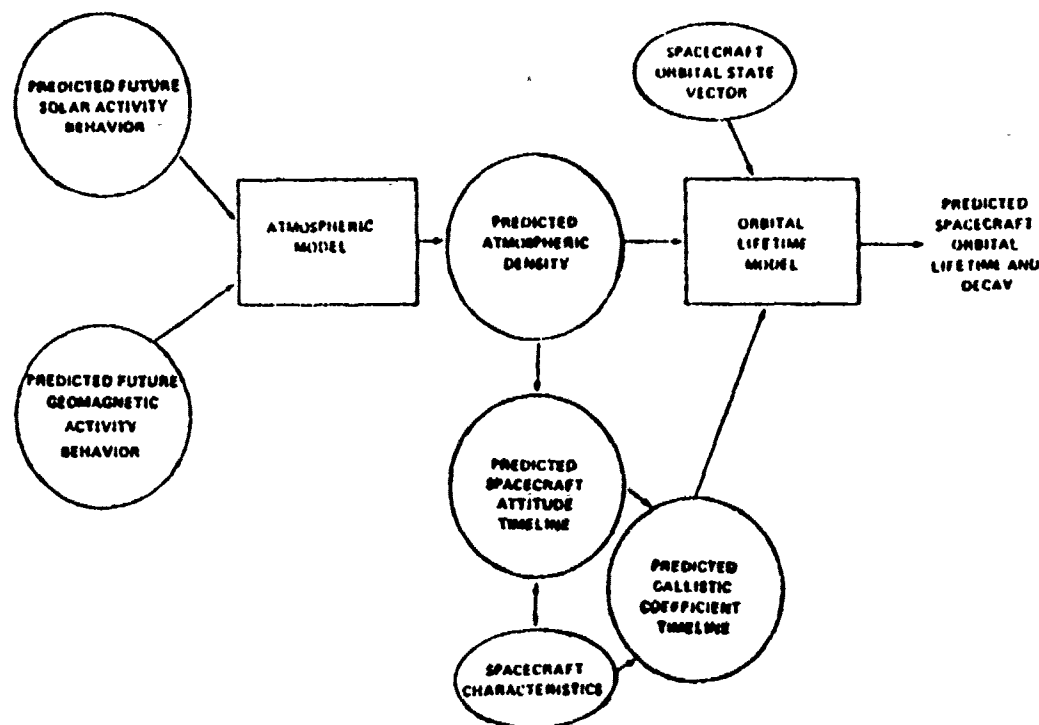 PREDICTED FUTURE
SOLAR ACTIVITY
BEHAVIOR
SPACECRAFT
ORBITAL STATE
VECTOR
ATMOSPHERIC
MODEL
PREDICTED
ATMOSPHERIC
DENSITY
ORBITAL
LIFETIME
MODEL
PREDICTED
SPACECRAFT
ORBITAL
LIFETIME AND
DECAY
PREDICTED FUTURE
GEOMAGNETIC
ACTIVITY
BEHAVIOR
PREDICTED
SPACECRAFT
ATTITUDE
TIMELINE
PREDICTED
GALLISTIC
COEFFICIENT
TIMELINE
SPACECRAFT
CHARACTERISTICS